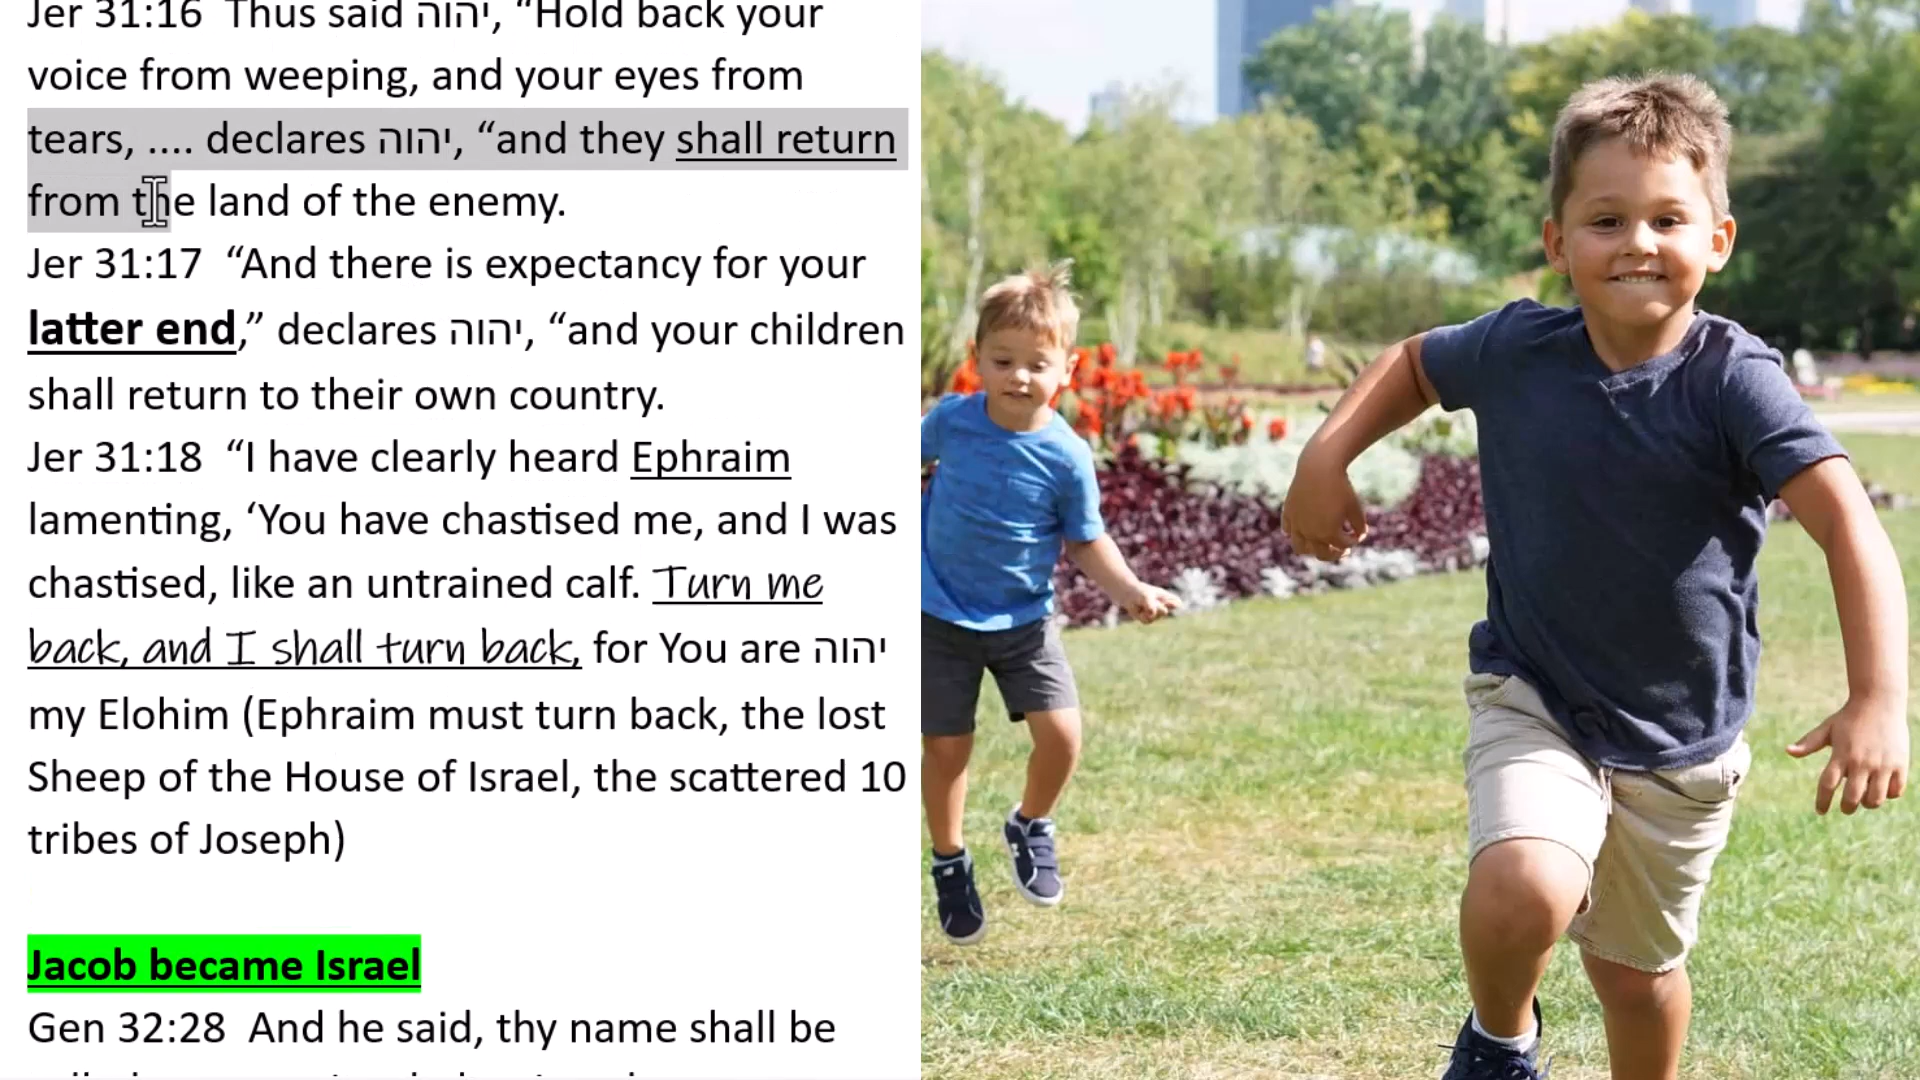 Jer 31:16  Thus said יהוה, “Hold back your
voice from weeping, and your eyes from
tears, .... declares יהוה, “and they shall return
from the land of the enemy.
Jer 31:17  “And there is expectancy for your
latter end,” declares יהוה, “and your children
shall return to their own country.
Jer 31:18  “I have clearly heard Ephraim
lamenting, ‘You have chastised me, and I was
chastised, like an untrained calf. Turn me
back, and I shall turn back, for You are יהוה
my Elohim (Ephraim must turn back, the lost
Sheep of the House of Israel, the scattered 10
tribes of Joseph)
Jacob became Israel
Gen 32:28  And he said, thy name shall be